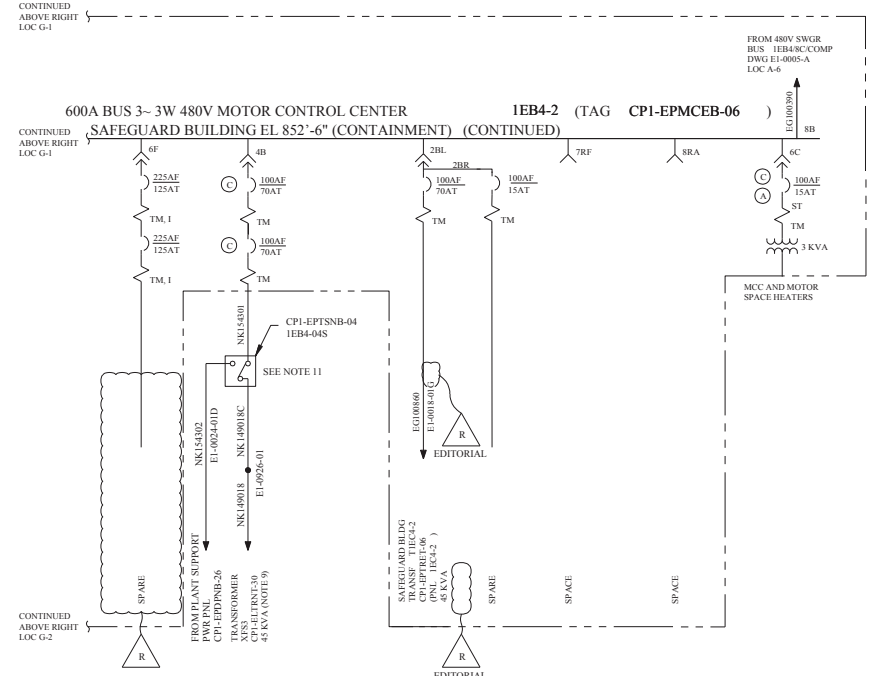 CONTINUED
ABOVE RIGHT
LOC G-1
FROM 480V SWGR
BUS 1EB4/8C/COMP
DWG E1-0005-A
LOC A-6
EG100390
600A BUS 3~ 3W 480V MOTOR CONTROL CENTER 1EB4-2 (TAG CP1-EPMCEB-06 )
SAFEGUARD BUILDING EL 852'-6" (CONTAINMENT) (CONTINUED)
CONTINUED
ABOVE RIGHT
LOC G-1
8B
6F
4B
2BL
2BR
7RF
8RA
6C
225AF
125AT
TM, I
225AF
125AT
TM, I
C
100AF
70AT
TM
C
100AF
70AT
TM
100AF
70AT
TM
100AF
15AT
TM
C
A
100AF
15AT
ST
TM
3 KVA
MCC AND MOTOR
SPACE HEATERS
NK154301
CP1-EPTSNB-04
1EB4-04S
SEE NOTE 11
NK154302
E1-0024-01D
NK149018C
E1-0926-01
NK149018
EG100860
E1-0018-01G
R
EDITORIAL
SPARE
FROM PLANT SUPPORT
PWR PNL
CP1-EPDPNB-26
TRANSFORMER
XFS3
CP1-ELTRNT-30
45 KVA (NOTE 9)
SAFEGUARD BLDG
TRANSF T1EC4-2
CP1-EPTRET-06
(PNL 1EC4-2 )
45 KVA
SPARE
SPACE
SPACE
CONTINUED
ABOVE RIGHT
LOC G-2
R
R
EDITORIAL